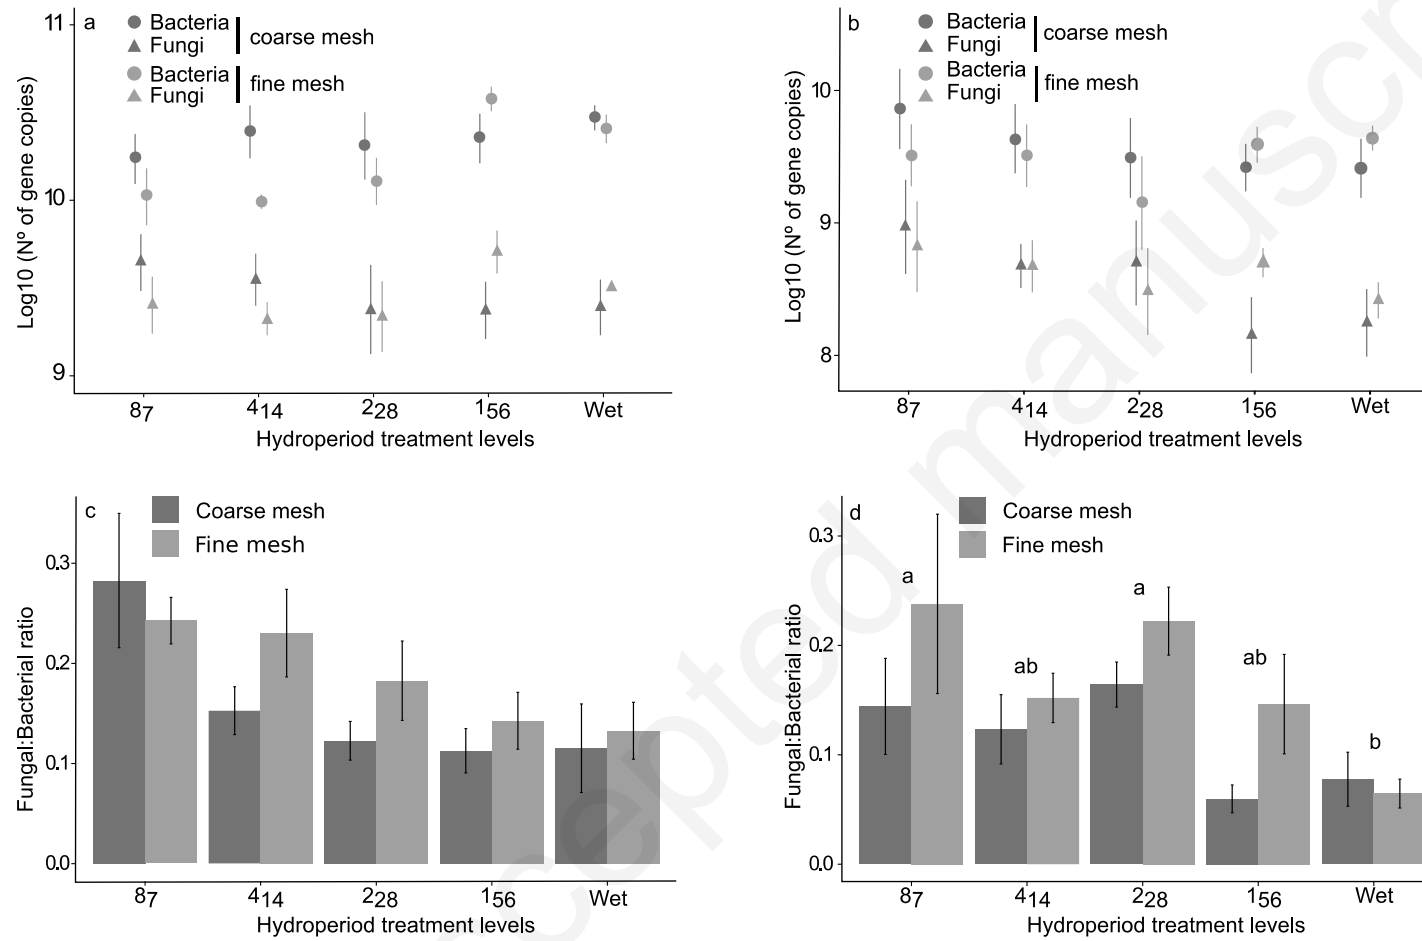 a
11
10
9
Log10 (Nº of gene copies)
Bacteria
Fungi
coarse mesh
Bacteria
Fungi
fine mesh
87 414 228 156 Wet
Hydroperiod treatment levels
b
10
9
8
Log10 (Nº of gene copies)
Bacteria
Fungi
coarse mesh
Bacteria
Fungi
fine mesh
87 414 228 156 Wet
Hydroperiod treatment levels
c
Coarse mesh
Fine mesh
0.3
0.2
0.1
0.0
Fungal:Bacterial ratio
87 414 228 156 Wet
Hydroperiod treatment levels
d
Coarse mesh
Fine mesh
0.3
0.2
0.1
0.0
Fungal:Bacterial ratio
a ab a ab b
87 414 228 156 Wet
Hydroperiod treatment levels
cepted manuscr